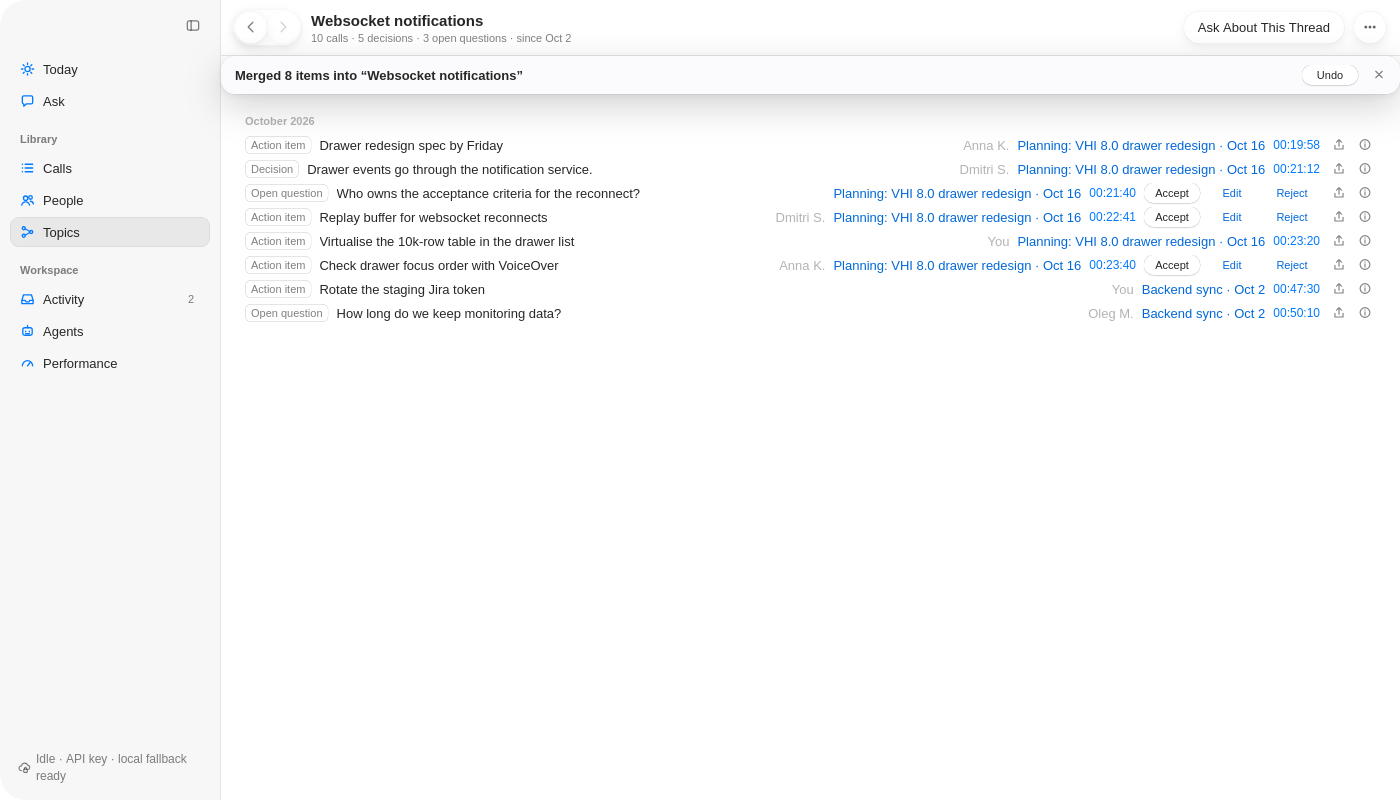 Today
Ask
Library
Calls
People
Topics
Workspace
Activity 2
Agents
Performance
Idle · API key · local fallback
ready
Websocket notifications
10 calls · 5 decisions · 3 open questions · since Oct 2
Ask About This Thread
Merged 8 items into “Websocket notifications”
Undo
October 2026
Action item Drawer redesign spec by Friday Anna K. Planning: VHI 8.0 drawer redesign · Oct 16 00:19:58
Decision Drawer events go through the notification service. Dmitri S. Planning: VHI 8.0 drawer redesign · Oct 16 00:21:12
Open question Who owns the acceptance criteria for the reconnect? Planning: VHI 8.0 drawer redesign · Oct 16 00:21:40 Accept Edit Reject
Action item Replay buffer for websocket reconnects Dmitri S. Planning: VHI 8.0 drawer redesign · Oct 16 00:22:41 Accept Edit Reject
Action item Virtualise the 10k-row table in the drawer list You Planning: VHI 8.0 drawer redesign · Oct 16 00:23:20
Action item Check drawer focus order with VoiceOver Anna K. Planning: VHI 8.0 drawer redesign · Oct 16 00:23:40 Accept Edit Reject
Action item Rotate the staging Jira token You Backend sync · Oct 2 00:47:30
Open question How long do we keep monitoring data? Oleg M. Backend sync · Oct 2 00:50:10